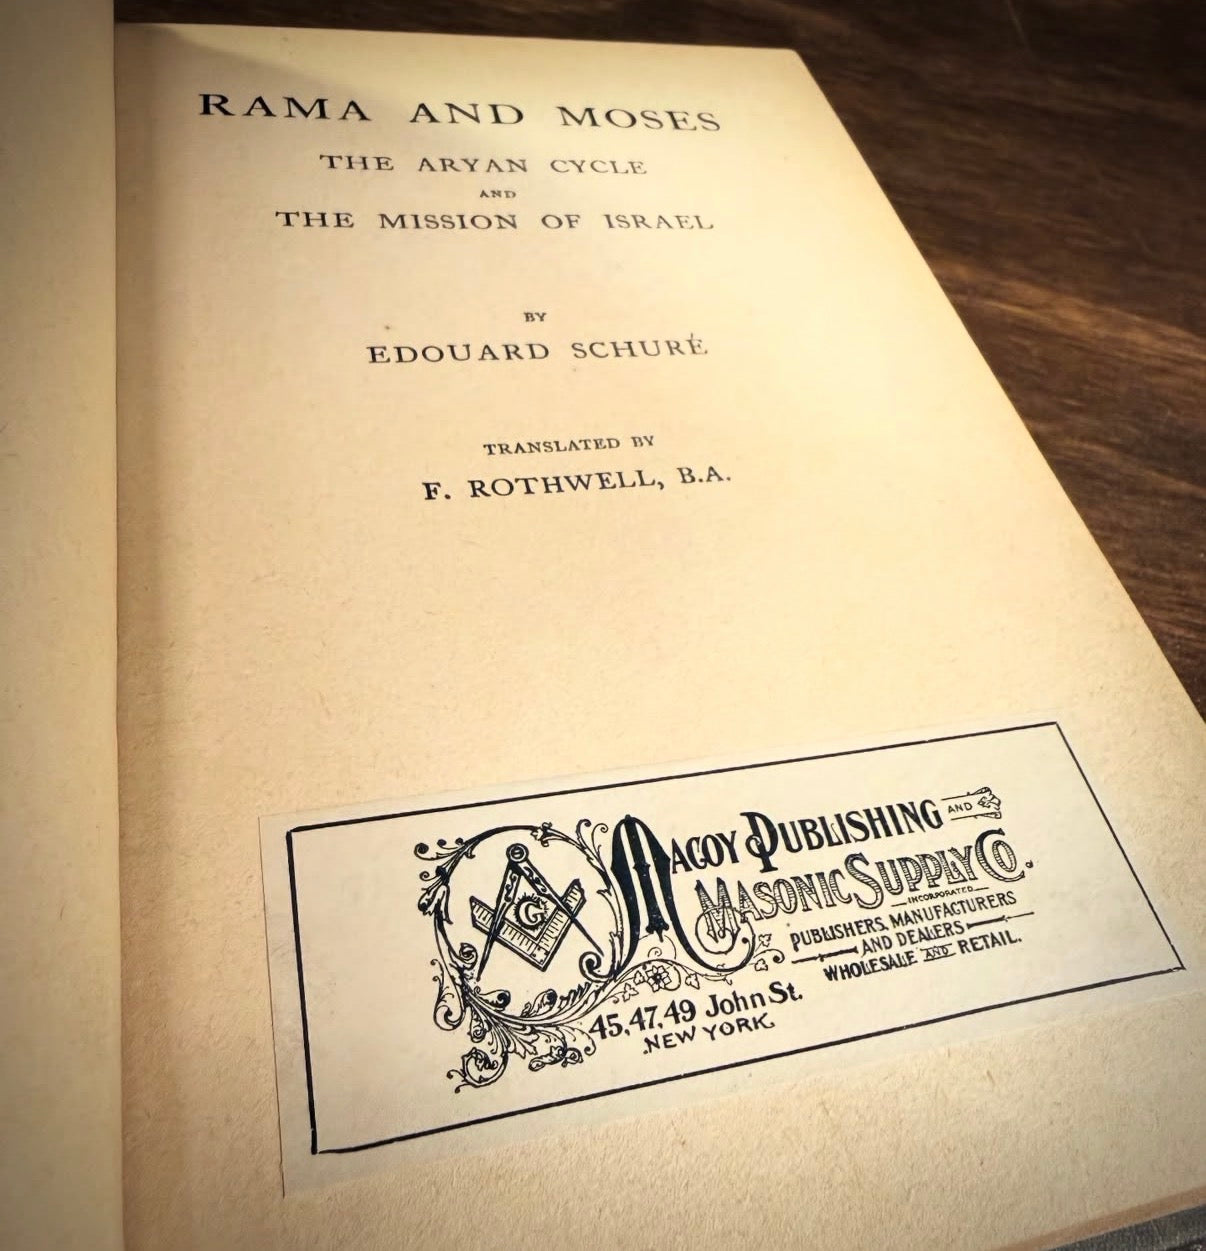 RAMA AND MOSES
THE ARYAN CYCLE
AND
THE MISSION OF ISRAEL
BY
EDOUARD SCHURÉ
TRANSLATED BY
F. ROTHWELL, B.A.
G
MACOY PUBLISHING AND
MASONIC SUPPLY CO.
INCORPORATED
PUBLISHERS, MANUFACTURERS
AND DEALERS
WHOLESALE AND RETAIL.
45, 47, 49 John St.
NEW YORK.